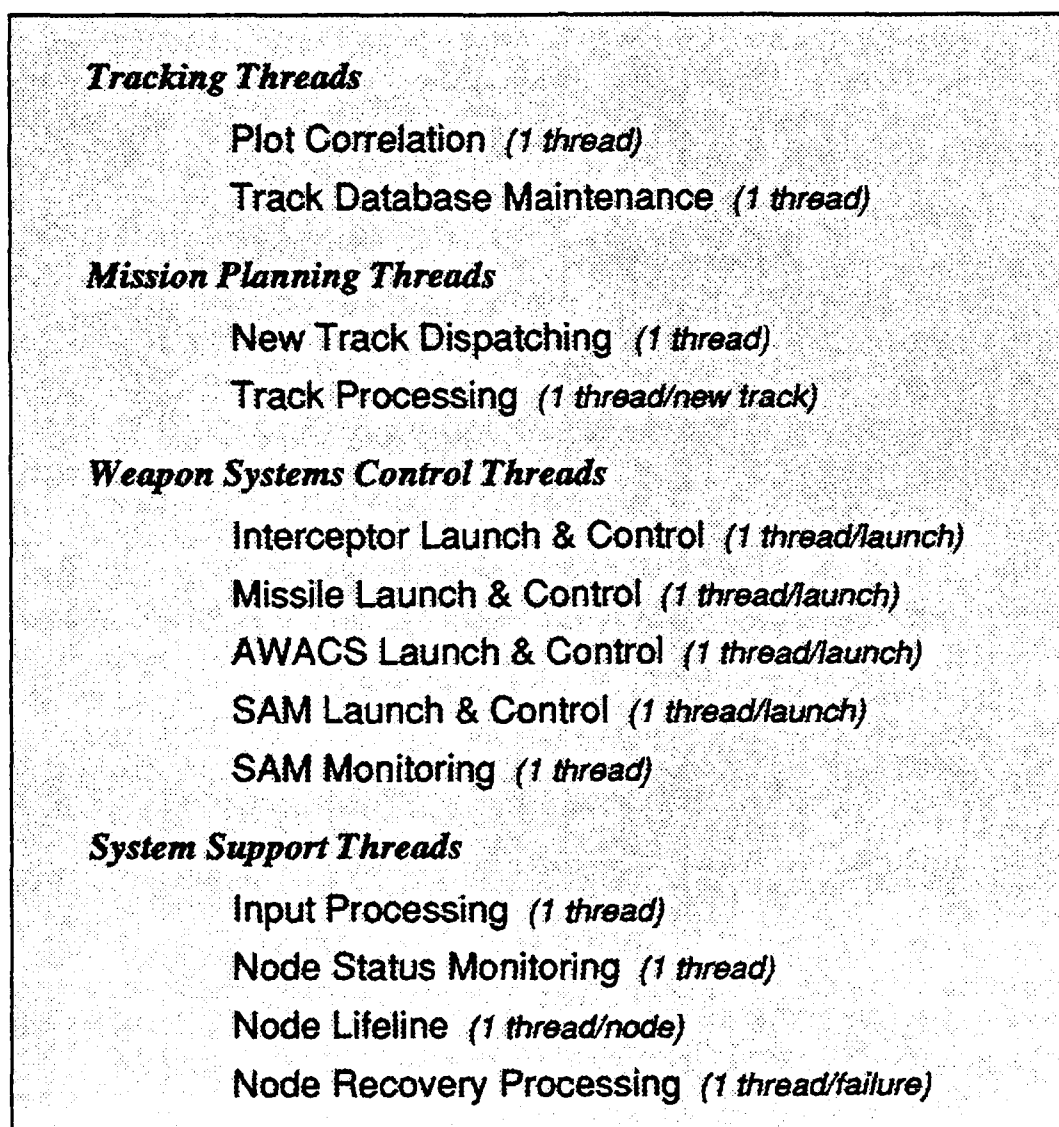 Tracking Threads
Plot Correlation (1 thread)
Track Database Maintenance (1 thread)
Mission Planning Threads
New Track Dispatching (1 thread)
Track Processing (1 thread/new track)
Weapon Systems Control Threads
Interceptor Launch & Control (1 thread/launch)
Missile Launch & Control (1 thread/launch)
AWACS Launch & Control (1 thread/launch)
SAM Launch & Control (1 thread/launch)
SAM Monitoring (1 thread)
System Support Threads
Input Processing (1 thread)
Node Status Monitoring (1 thread)
Node Lifeline (1 thread/node)
Node Recovery Processing (1 thread/failure)